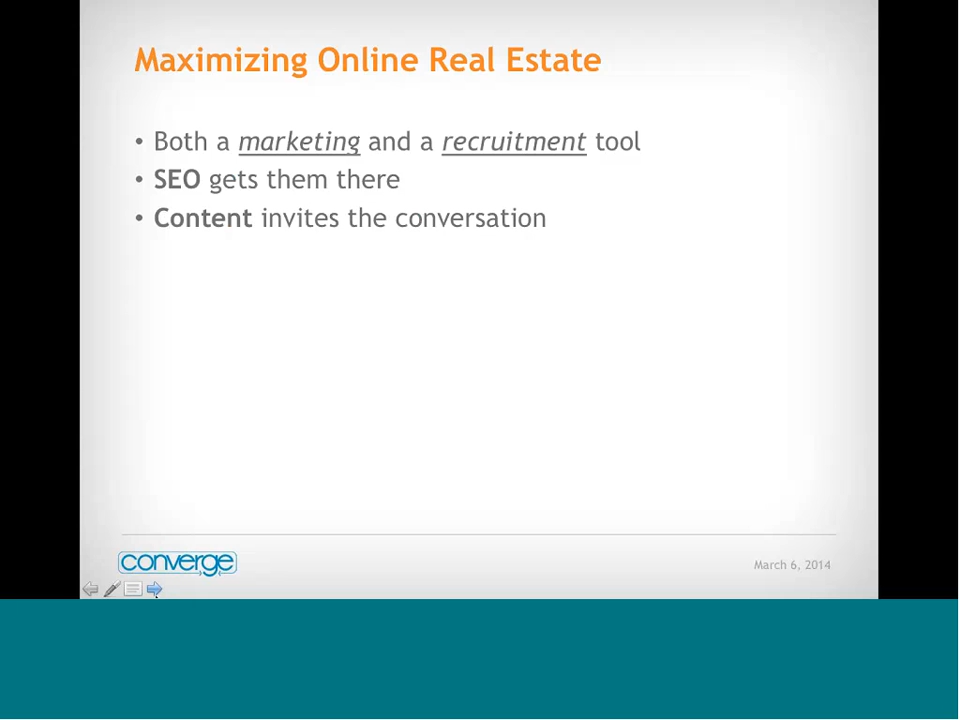 Maximizing Online Real Estate
• Both a marketing and a recruitment tool
• SEO gets them there
• Content invites the conversation
converge
March 6, 2014